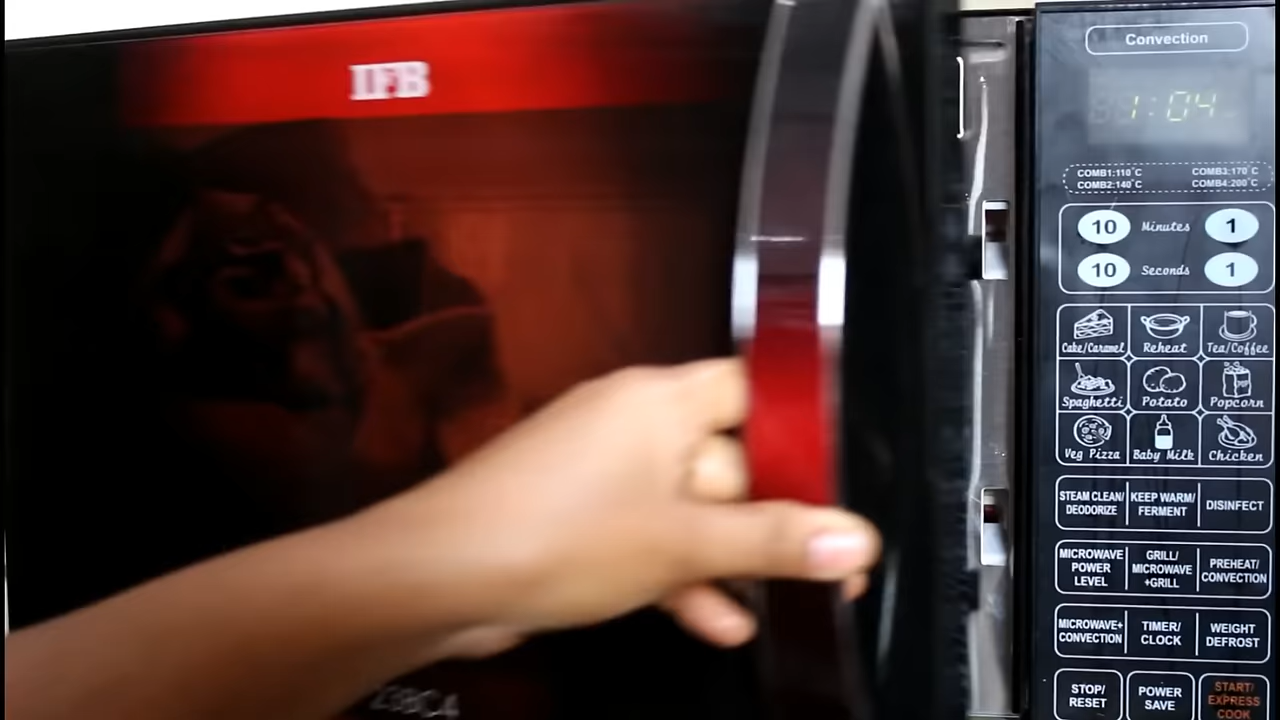 IFB
Convection
1:04
COMB1:110°C COMB3:170°C
COMB2:140°C COMB4:200°C
10 Minutes 1
10 Seconds 1
Cake/Caramel Reheat Tea/Coffee
Spaghetti Potato Popcorn
Veg Pizza Baby Milk Chicken
STEAM CLEAN/
DEODORIZE
KEEP WARM/
FERMENT
DISINFECT
MICROWAVE
POWER
LEVEL
GRILL/
MICROWAVE
+GRILL
PREHEAT/
CONVECTION
MICROWAVE+
CONVECTION
TIMER/
CLOCK
WEIGHT
DEFROST
STOP/
RESET
POWER
SAVE
START/
EXPRESS
COOK